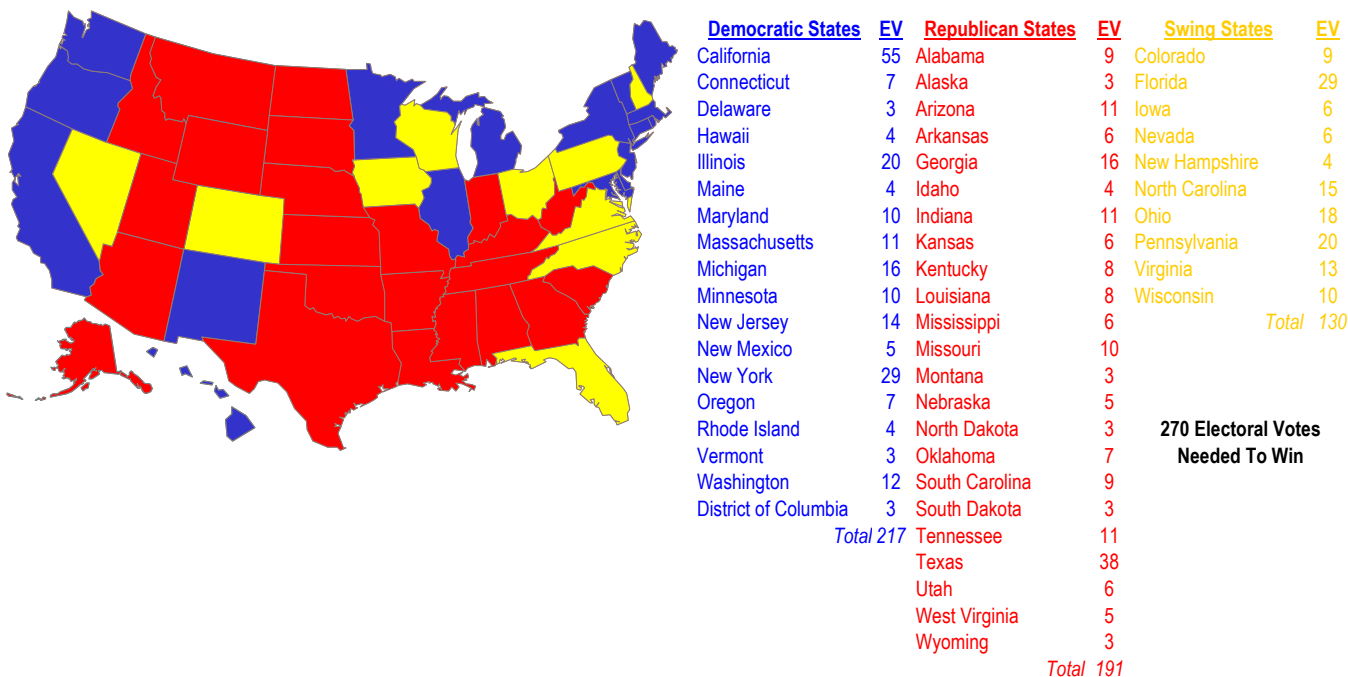 Democratic States EV
California 55
Connecticut 7
Delaware 3
Hawaii 4
Illinois 20
Maine 4
Maryland 10
Massachusetts 11
Michigan 16
Minnesota 10
New Jersey 14
New Mexico 5
New York 29
Oregon 7
Rhode Island 4
Vermont 3
Washington 12
District of Columbia 3
Total 217
Republican States EV
Alabama 9
Alaska 3
Arizona 11
Arkansas 6
Georgia 16
Idaho 4
Indiana 11
Kansas 6
Kentucky 8
Louisiana 8
Mississippi 6
Missouri 10
Montana 3
Nebraska 5
North Dakota 3
Oklahoma 7
South Carolina 9
South Dakota 3
Tennessee 11
Texas 38
Utah 6
West Virginia 5
Wyoming 3
Total 191
Swing States EV
Colorado 9
Florida 29
Iowa 6
Nevada 6
New Hampshire 4
North Carolina 15
Ohio 18
Pennsylvania 20
Virginia 13
Wisconsin 10
Total 130
270 Electoral Votes
Needed To Win